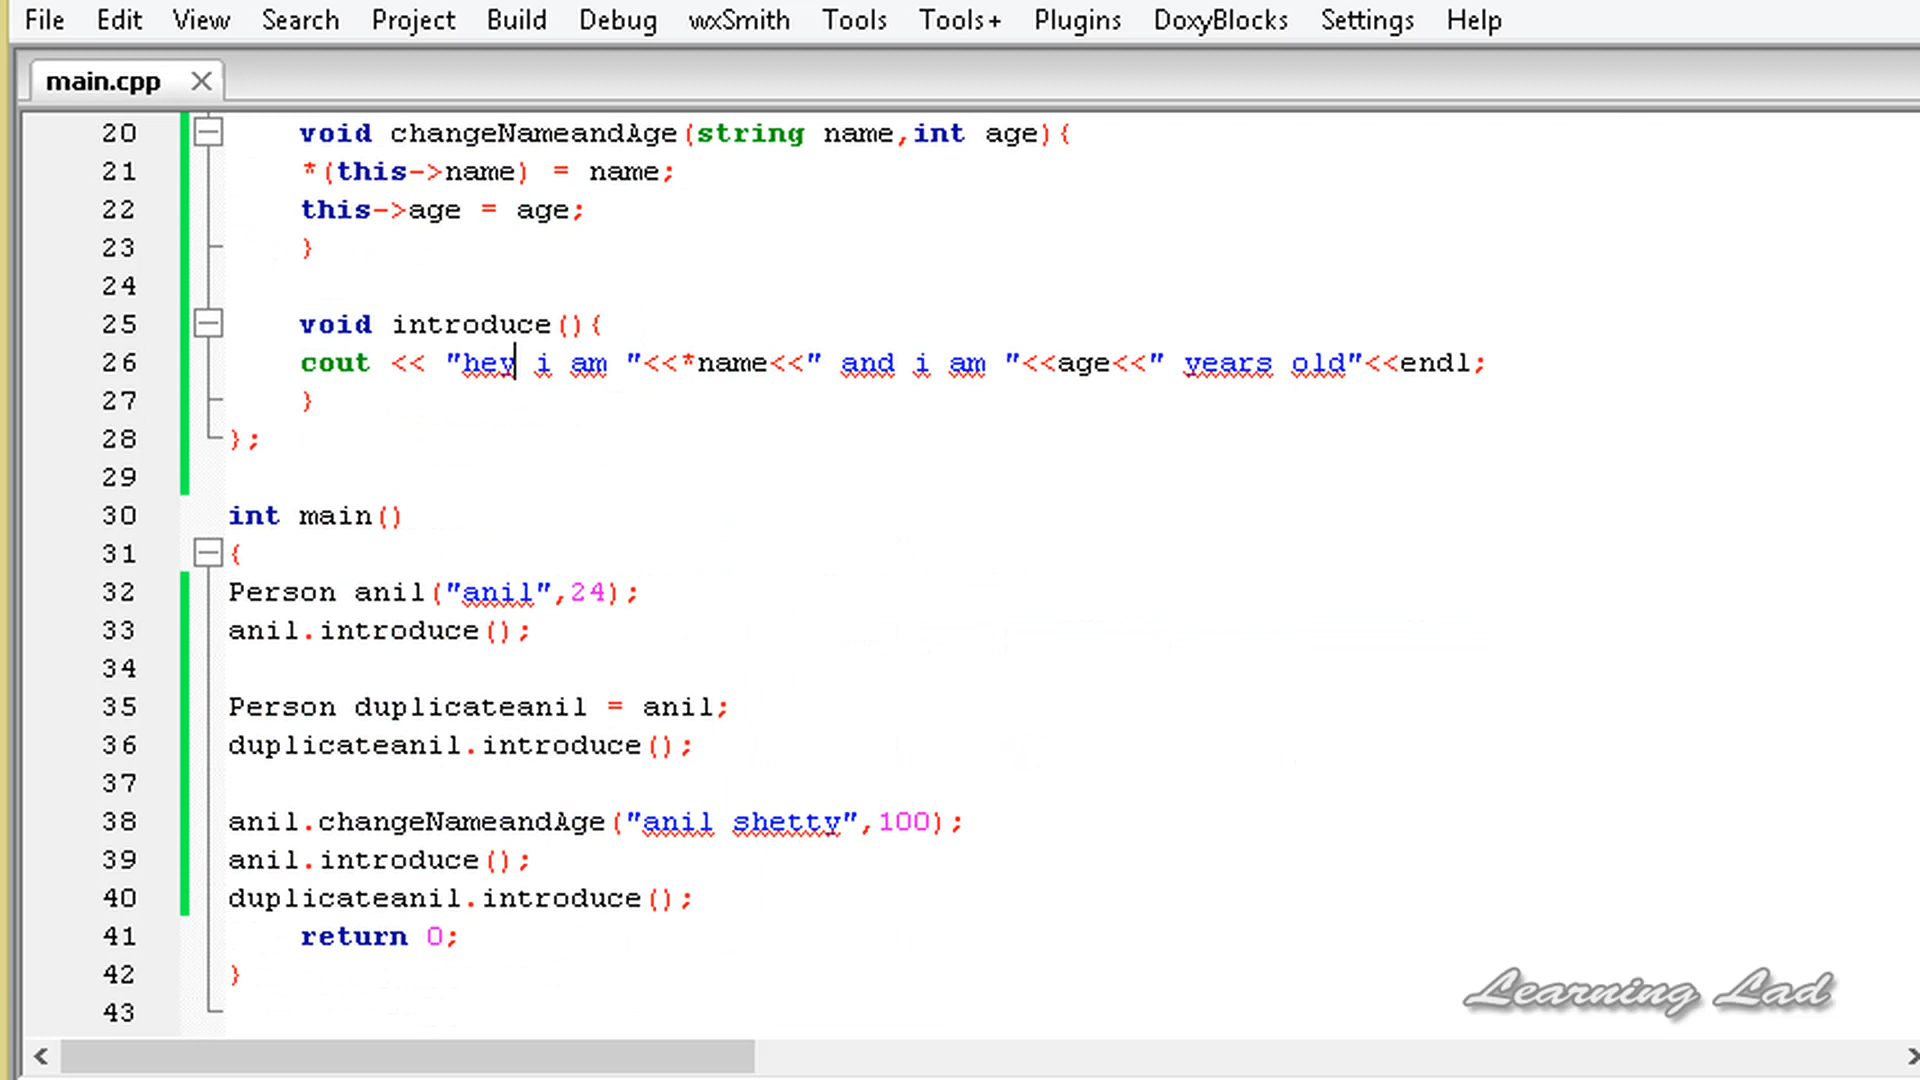 File Edit View Search Project Build Debug wxSmith Tools Tools+ Plugins DoxyBlocks Settings Help
main.cpp
20 void changeNameandAge(string name,int age){
21 *(this->name) = name;
22 this->age = age;
23 }
24
25 void introduce(){
26 cout << "hey i am "<<*name<<" and i am "<<age<<" years old"<<endl;
27 }
28 };
29
30 int main()
31 {
32 Person anil("anil",24);
33 anil.introduce();
34
35 Person duplicateanil = anil;
36 duplicateanil.introduce();
37
38 anil.changeNameandAge("anil shetty",100);
39 anil.introduce();
40 duplicateanil.introduce();
41 return 0;
42 }
43
Learning Lad